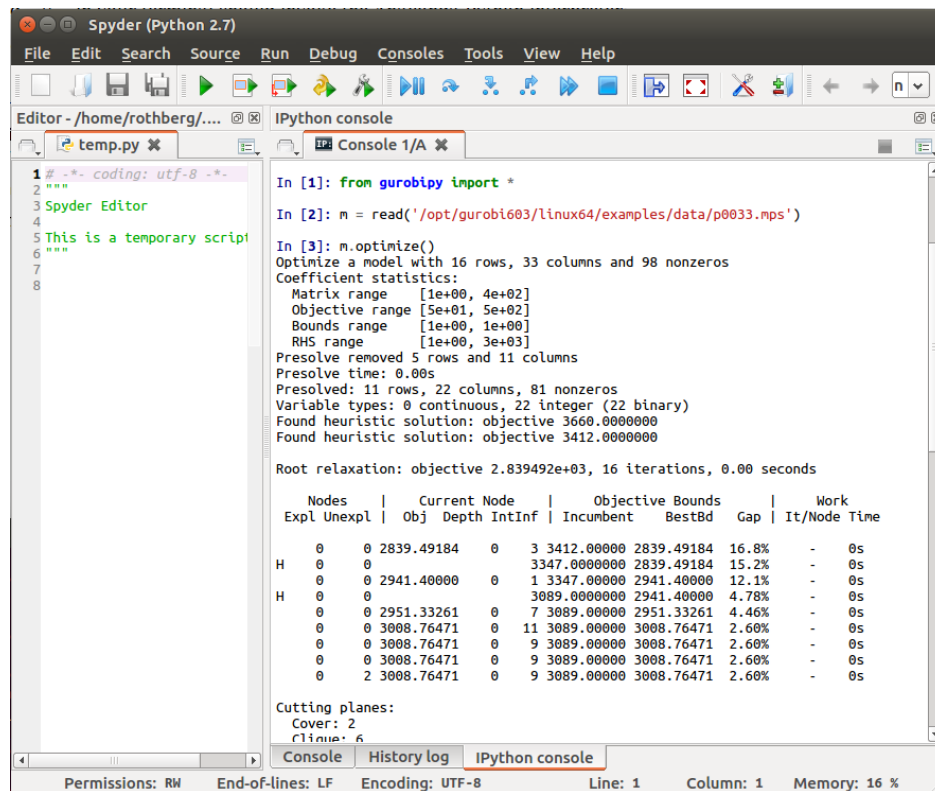 Spyder (Python 2.7)
File Edit Search Source Run Debug Consoles Tools View Help
n
Editor - /home/rothberg/....
temp.py
1 # -*- coding: utf-8 -*-
2 """
3 Spyder Editor
4
5 This is a temporary script
6 """
7
8
IPython console
IP: Console 1/A
In [1]: from gurobipy import *
In [2]: m = read('/opt/gurobi603/linux64/examples/data/p0033.mps')
In [3]: m.optimize()
Optimize a model with 16 rows, 33 columns and 98 nonzeros
Coefficient statistics:
  Matrix range    [1e+00, 4e+02]
  Objective range [5e+01, 5e+02]
  Bounds range    [1e+00, 1e+00]
  RHS range       [1e+00, 3e+03]
Presolve removed 5 rows and 11 columns
Presolve time: 0.00s
Presolved: 11 rows, 22 columns, 81 nonzeros
Variable types: 0 continuous, 22 integer (22 binary)
Found heuristic solution: objective 3660.0000000
Found heuristic solution: objective 3412.0000000
Root relaxation: objective 2.839492e+03, 16 iterations, 0.00 seconds
    Nodes    |    Current Node    |     Objective Bounds      |     Work
 Expl Unexpl |  Obj  Depth IntInf | Incumbent    BestBd   Gap | It/Node Time
     0     0 2839.49184    0    3 3412.00000 2839.49184  16.8%     -    0s
H    0     0                    3347.0000000 2839.49184  15.2%     -    0s
     0     0 2941.40000    0    1 3347.00000 2941.40000  12.1%     -    0s
H    0     0                    3089.0000000 2941.40000  4.78%     -    0s
     0     0 2951.33261    0    7 3089.00000 2951.33261  4.46%     -    0s
     0     0 3008.76471    0   11 3089.00000 3008.76471  2.60%     -    0s
     0     0 3008.76471    0    9 3089.00000 3008.76471  2.60%     -    0s
     0     0 3008.76471    0    9 3089.00000 3008.76471  2.60%     -    0s
     0     2 3008.76471    0    9 3089.00000 3008.76471  2.60%     -    0s
Cutting planes:
  Cover: 2
  Clique: 6
Console History log IPython console
Permissions: RW End-of-lines: LF Encoding: UTF-8 Line: 1 Column: 1 Memory: 16 %